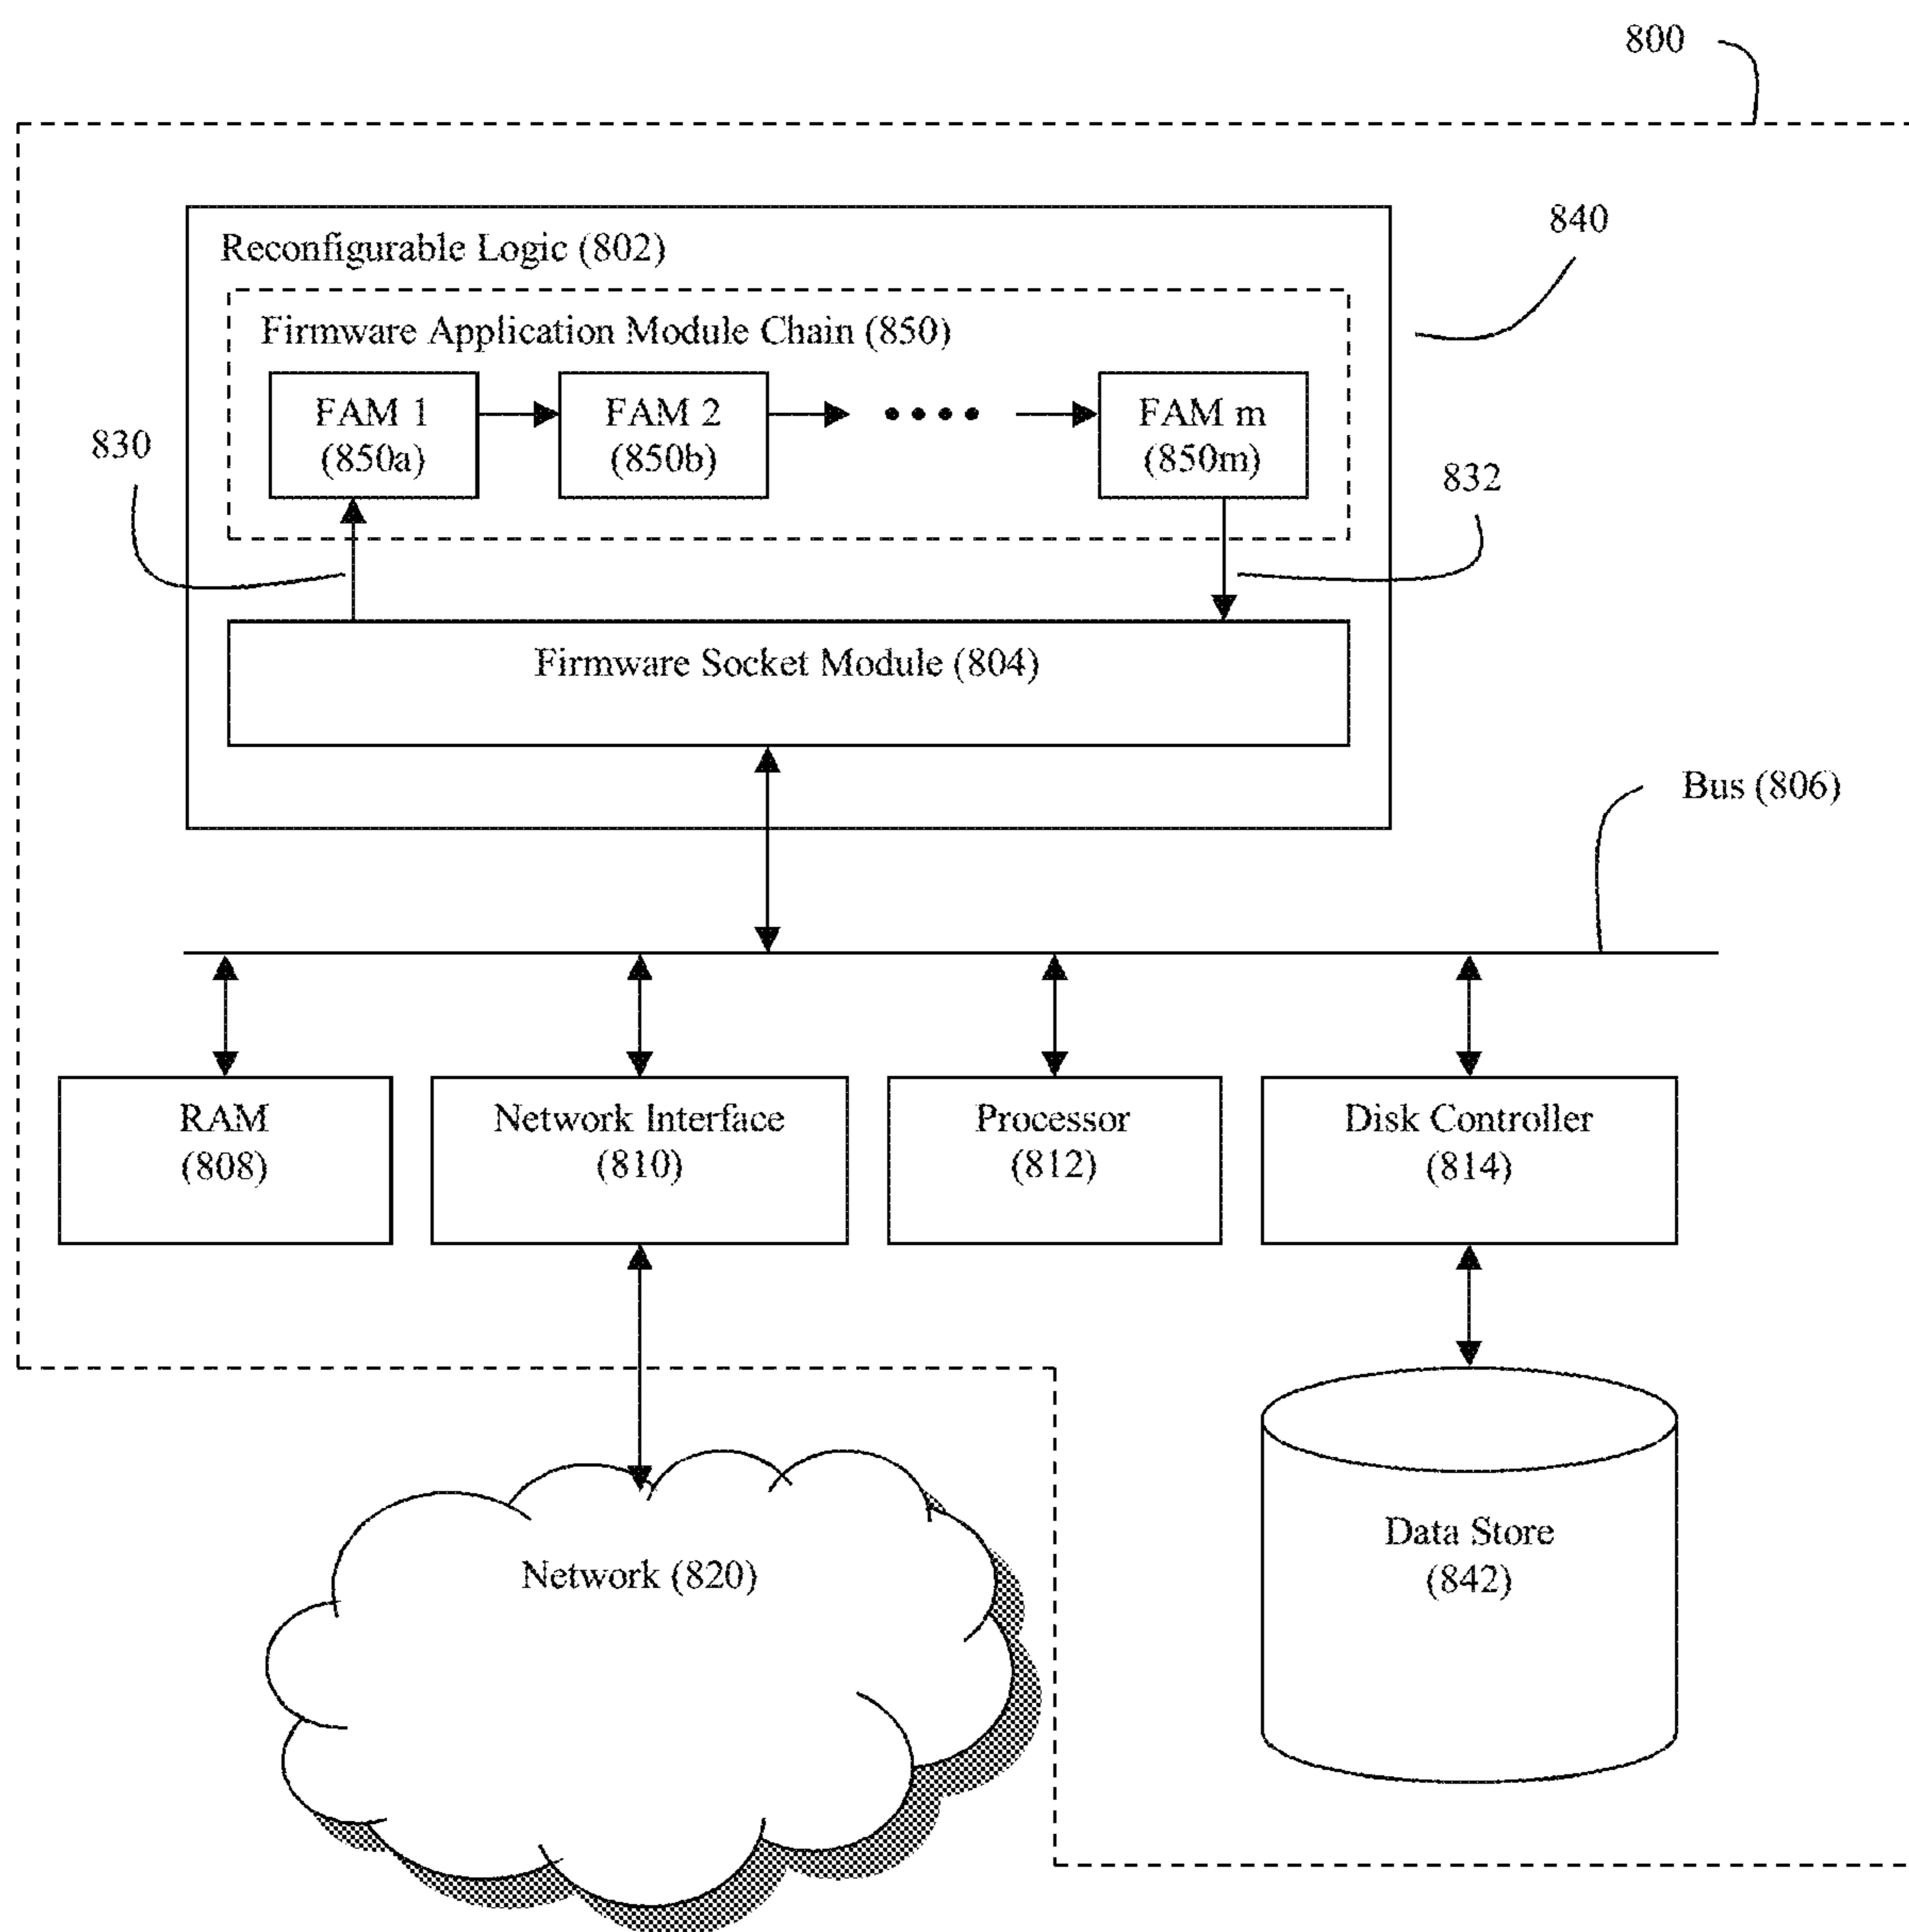 800
840
Reconfigurable Logic (802)
Firmware Application Module Chain (850)
FAM 1
(850a)
FAM 2
(850b)
FAM m
(850m)
830
832
Firmware Socket Module (804)
Bus (806)
RAM
(808)
Network Interface
(810)
Processor
(812)
Disk Controller
(814)
Network (820)
Data Store
(842)